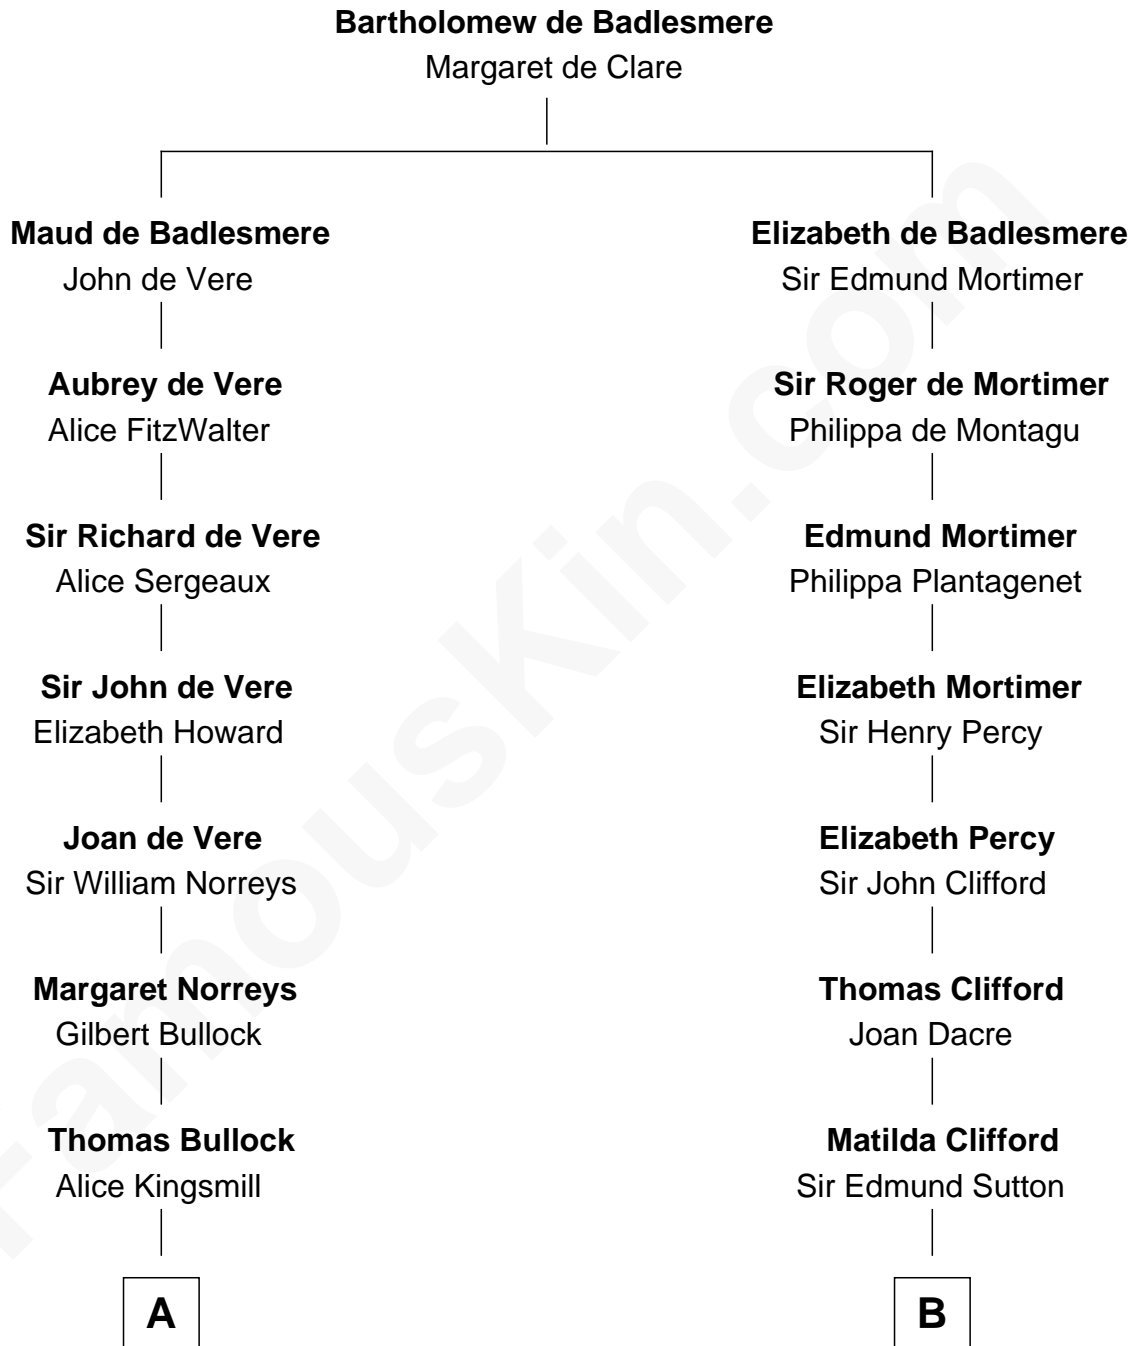 Bartholomew de Badlesmere
Margaret de Clare
Maud de Badlesmere
John de Vere
Elizabeth de Badlesmere
Sir Edmund Mortimer
Aubrey de Vere
Alice FitzWalter
Sir Roger de Mortimer
Philippa de Montagu
Sir Richard de Vere
Alice Sergeaux
Edmund Mortimer
Philippa Plantagenet
Sir John de Vere
Elizabeth Howard
Elizabeth Mortimer
Sir Henry Percy
Joan de Vere
Sir William Norreys
Elizabeth Percy
Sir John Clifford
Margaret Norreys
Gilbert Bullock
Thomas Clifford
Joan Dacre
Thomas Bullock
Alice Kingsmill
Matilda Clifford
Sir Edmund Sutton
A
B
FamousKin.com